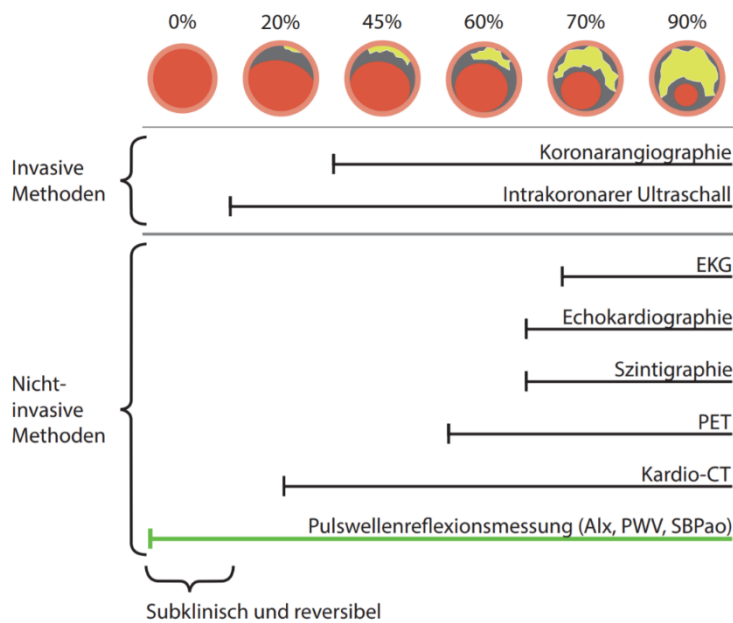 0% 20% 45% 60% 70% 90%
Invasive
Methoden
Koronarangiographie
Intrakoronarer Ultraschall
Nicht-
invasive
Methoden
EKG
Echokardiographie
Szintigraphie
PET
Kardio-CT
Pulswellenreflexionsmessung (AIx, PWV, SBPao)
Subklinisch und reversibel